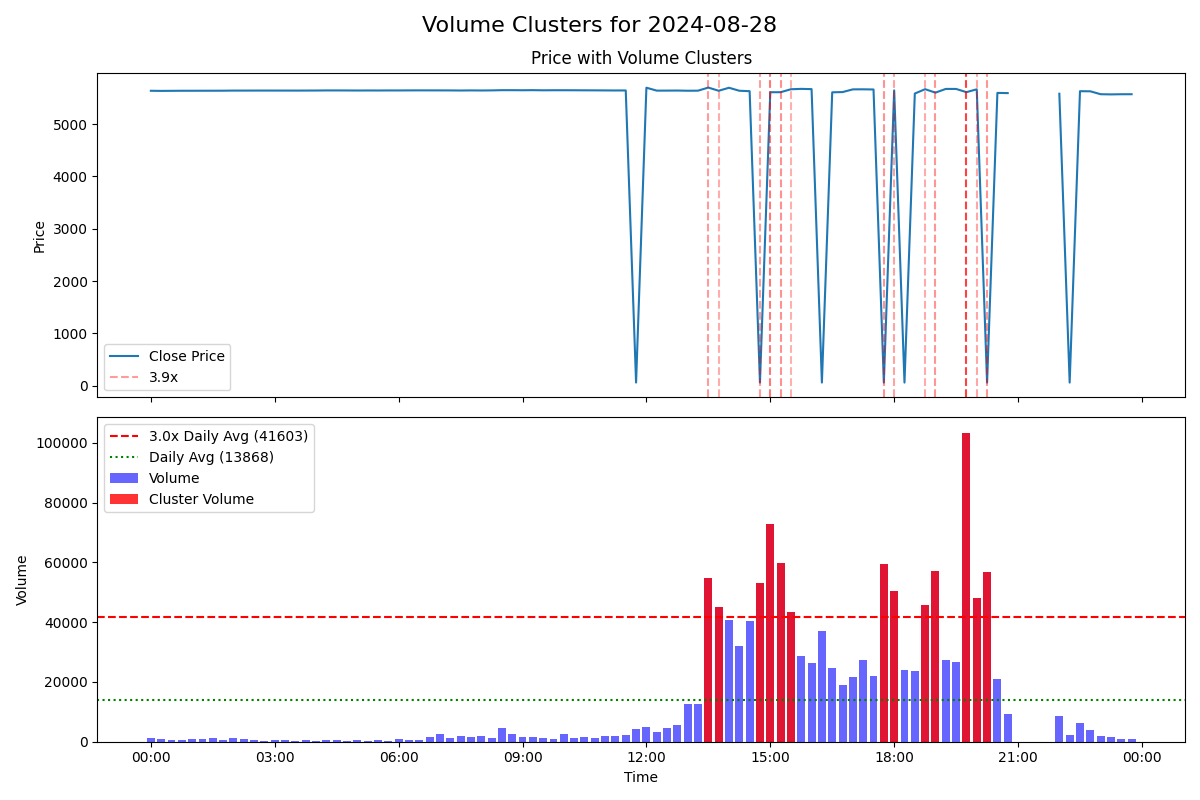 Volume Clusters for 2024-08-28
Price with Volume Clusters
Price
5000
4000
3000
2000
1000
0
Close Price
3.9x
Volume
100000
80000
60000
40000
20000
0
3.0x Daily Avg (41603)
Daily Avg (13868)
Volume
Cluster Volume
00:00 03:00 06:00 09:00 12:00 15:00 18:00 21:00 00:00
Time